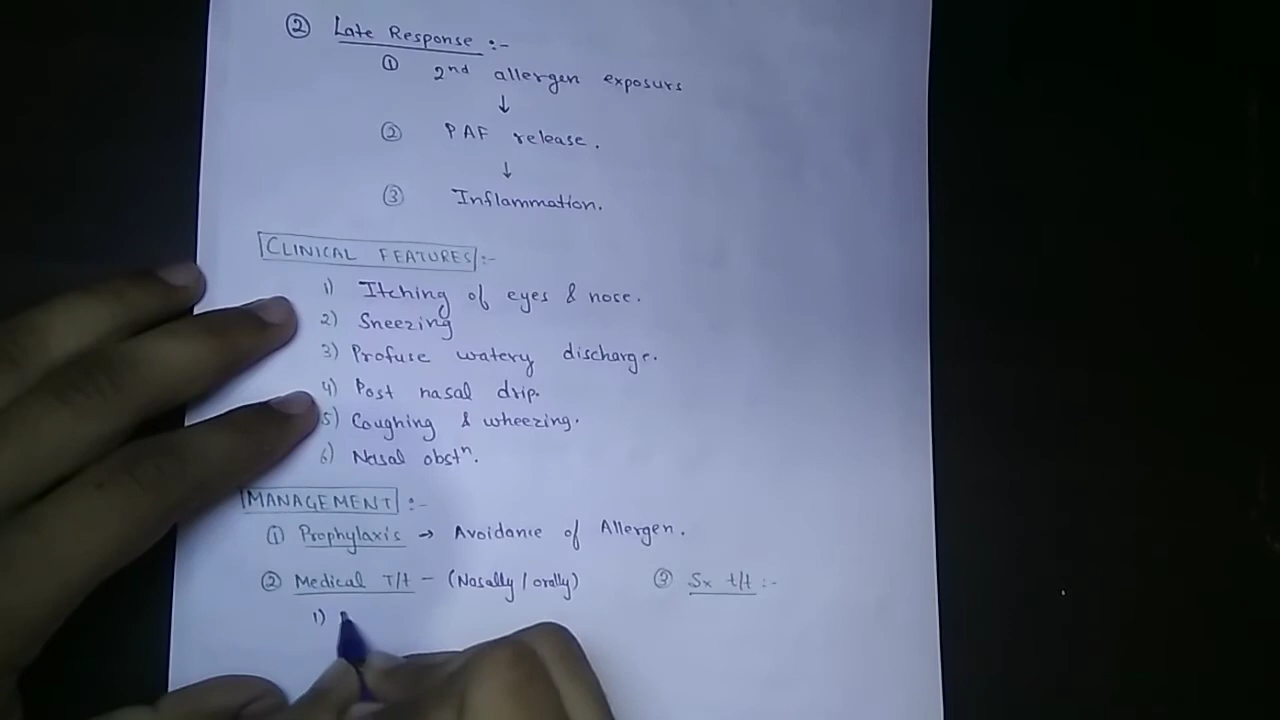 ② Late Response :-
① 2nd allergen exposurs
↓
② PAF release.
↓
③ Inflammation.
CLINICAL FEATURES :-
1) Itching of eyes & nose.
2) Sneezing
3) Profuse watery discharge.
4) Post nasal drip.
5) Coughing & wheezing.
6) Nasal obstⁿ.
MANAGEMENT :-
① Prophylaxis → Avoidance of Allergen.
② Medical T/t - (Nasally / orally)
③ Sx t/t :-
1)